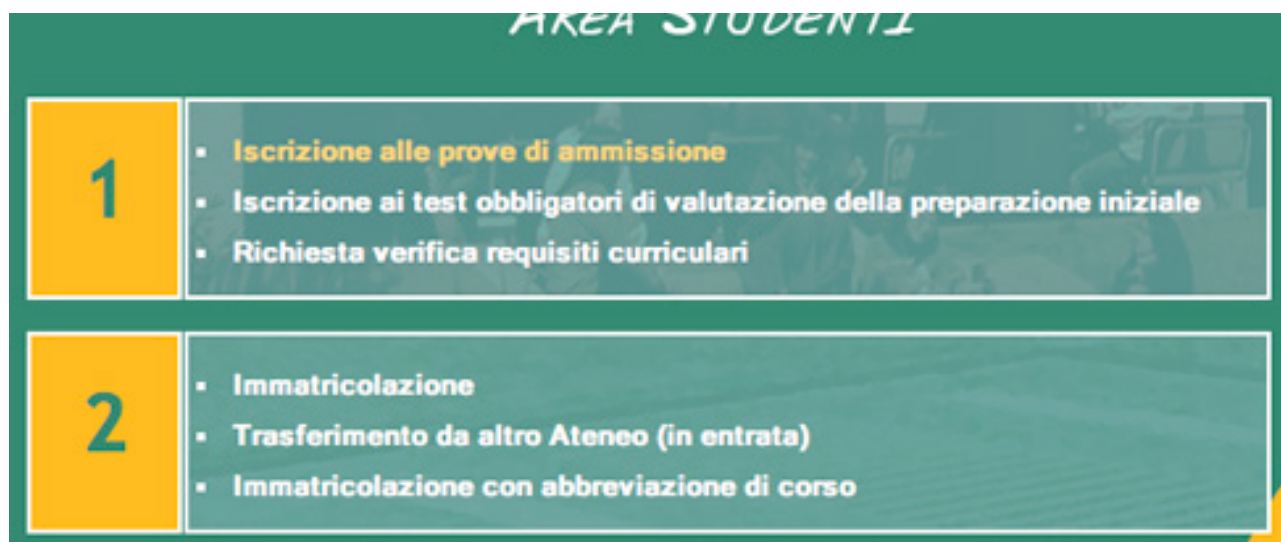 AREA STUDENTI
1
Iscrizione alle prove di ammissione
Iscrizione ai test obbligatori di valutazione della preparazione iniziale
Richiesta verifica requisiti curriculari
2
Immatricolazione
Trasferimento da altro Ateneo (in entrata)
Immatricolazione con abbreviazione di corso